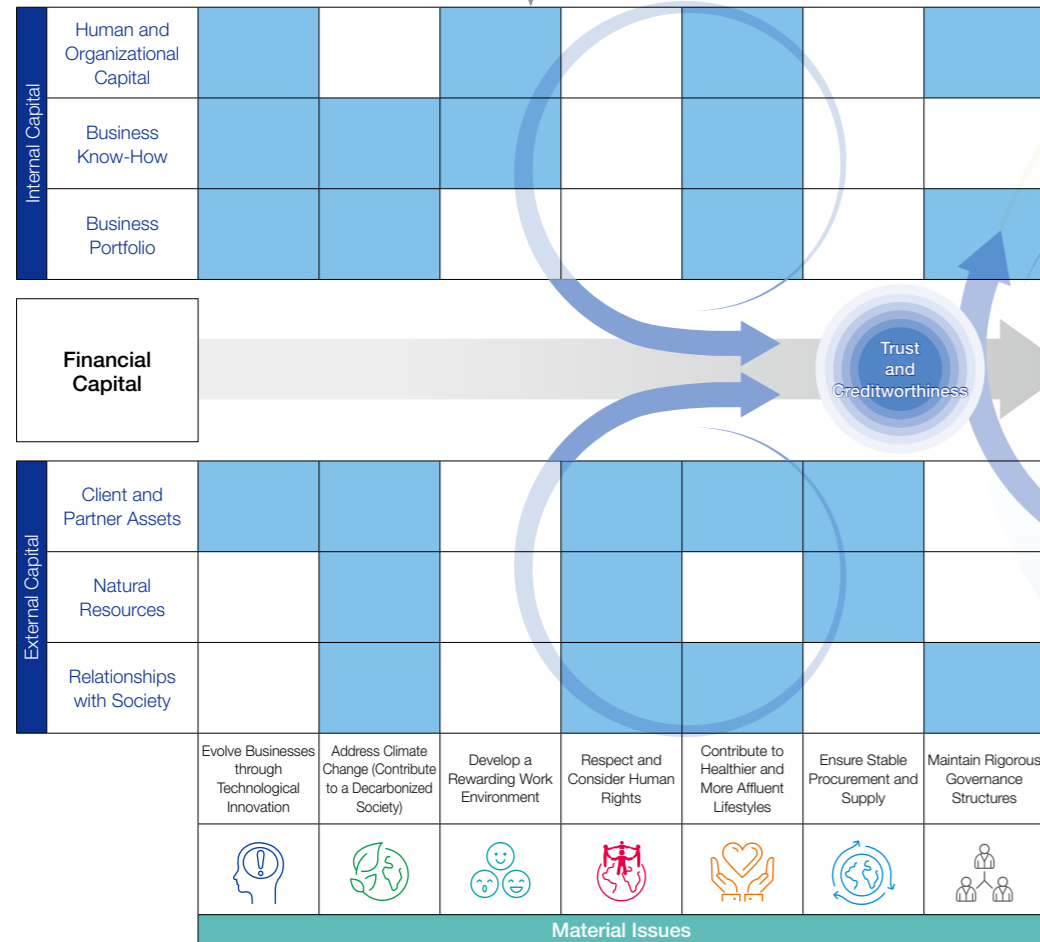 Internal Capital
Human and
Organizational
Capital
Business
Know-How
Business
Portfolio
Financial
Capital
Trust
and
Creditworthiness
External Capital
Client and
Partner Assets
Natural
Resources
Relationships
with Society
Evolve Businesses
through
Technological
Innovation
Address Climate
Change (Contribute
to a Decarbonized
Society)
Develop a
Rewarding Work
Environment
Respect and
Consider Human
Rights
Contribute to
Healthier and
More Affluent
Lifestyles
Ensure Stable
Procurement and
Supply
Maintain Rigorous
Governance
Structures
Material Issues